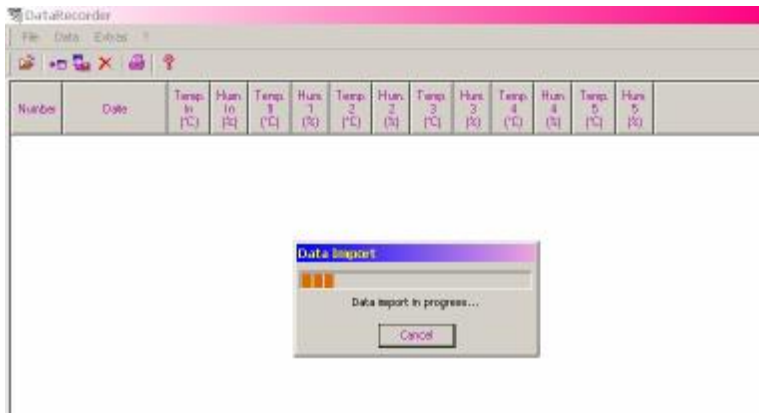 DataRecorder
File Data Extras ?
Number Date Temp. In (°C) Hum. In (%) Temp. 1 (°C) Hum. 1 (%) Temp. 2 (°C) Hum. 2 (%) Temp. 3 (°C) Hum. 3 (%) Temp. 4 (°C) Hum. 4 (%) Temp. 5 (°C) Hum. 5 (%)
Data Import
Data import in progress...
Cancel